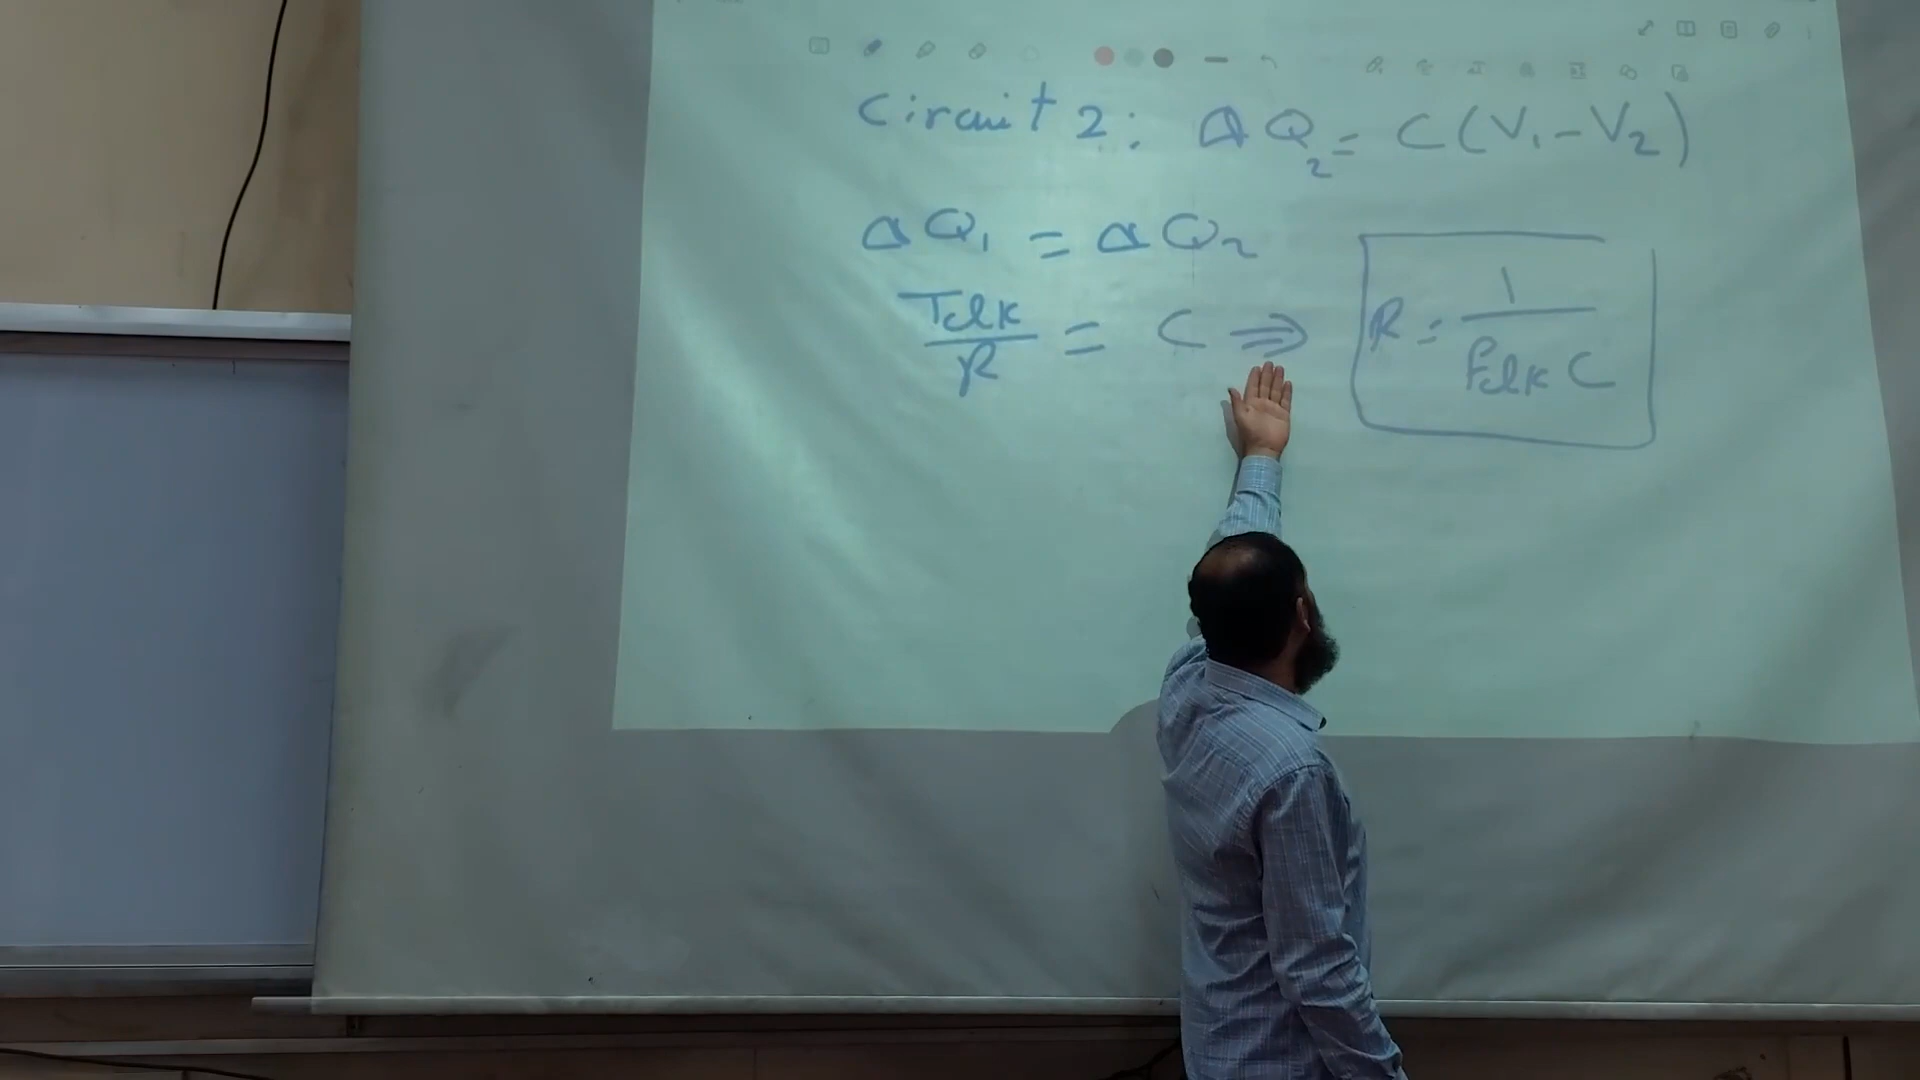 Circuit 2: ΔQ₂ = C(V₁ - V₂)
ΔQ₁ = ΔQ₂
Tclk/R = C ⇒ R = 1/(Fclk C)